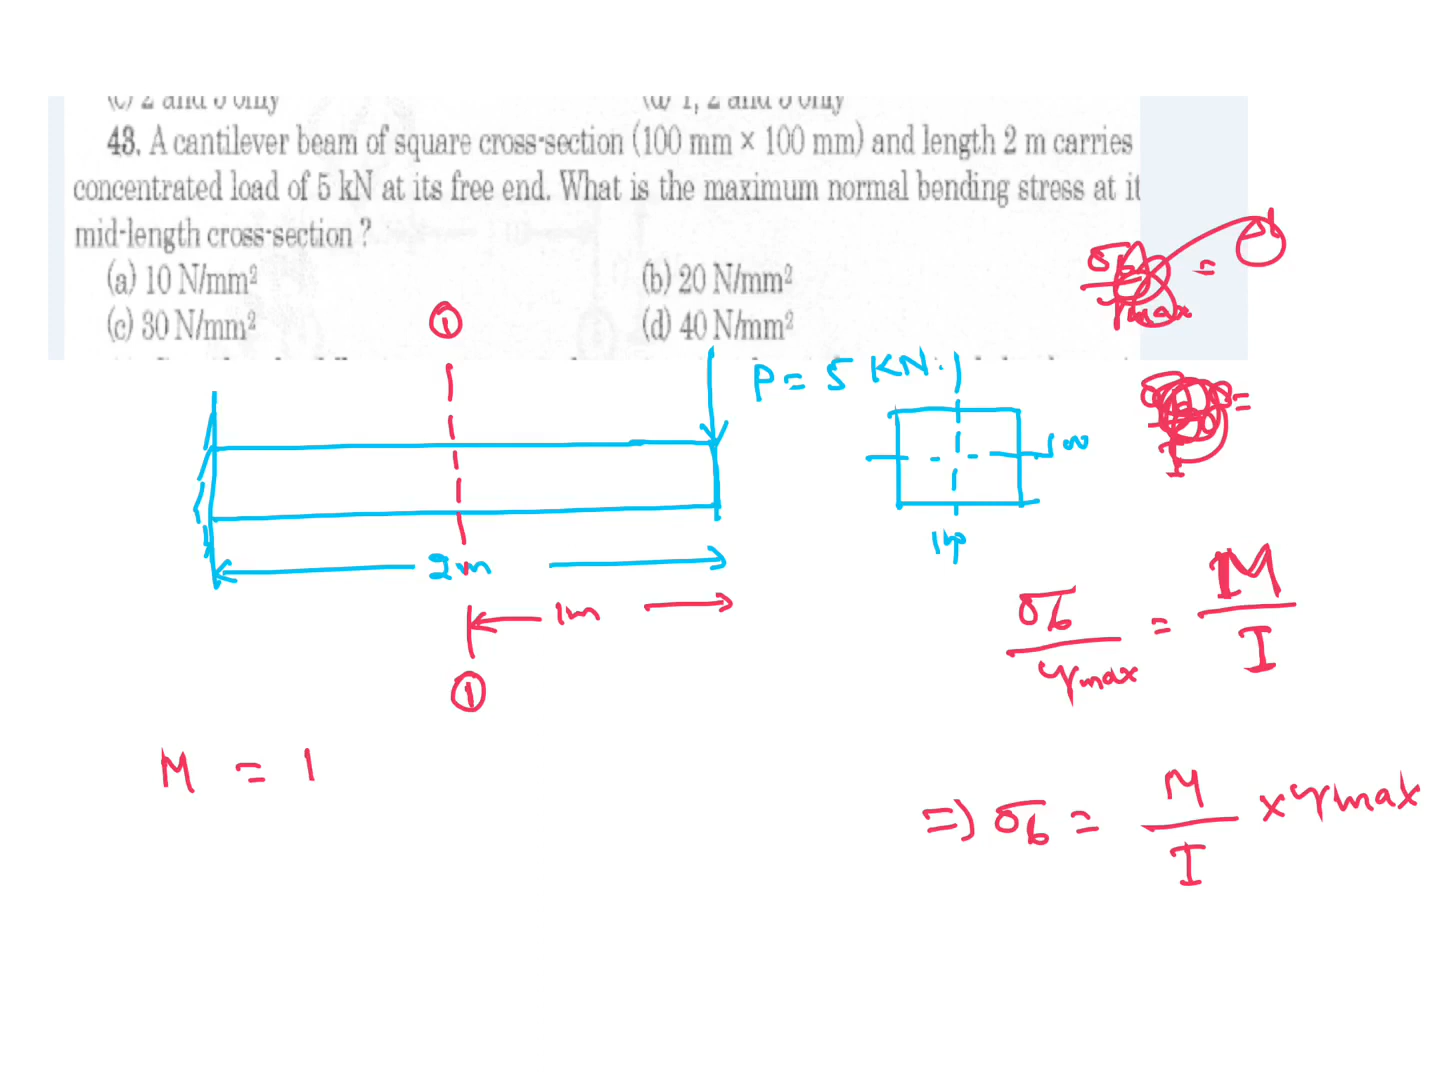 43. A cantilever beam of square cross-section (100 mm × 100 mm) and length 2 m carries
concentrated load of 5 kN at its free end. What is the maximum normal bending stress at it
mid-length cross-section ?
(a) 10 N/mm² (b) 20 N/mm²
(c) 30 N/mm² (d) 40 N/mm²
①
P = 5 KN.
100
2m
1m
①
σb / Ymax = M / I
M = 1
=) σb = M / I × Ymax